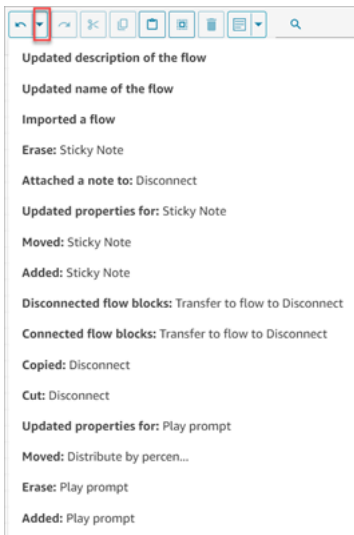 Updated description of the flow
Updated name of the flow
Imported a flow
Erase: Sticky Note
Attached a note to: Disconnect
Updated properties for: Sticky Note
Moved: Sticky Note
Added: Sticky Note
Disconnected flow blocks: Transfer to flow to Disconnect
Connected flow blocks: Transfer to flow to Disconnect
Copied: Disconnect
Cut: Disconnect
Updated properties for: Play prompt
Moved: Distribute by percen...
Erase: Play prompt
Added: Play prompt